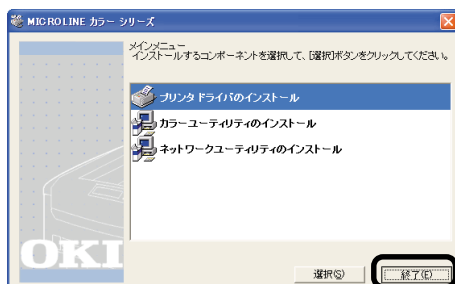 MICROLINE カラー シリーズ
メインメニュー
インストールするコンポーネントを選択して、[選択]ボタンをクリックしてください。
プリンタ ドライバのインストール
カラーユーティリティのインストール
ネットワークユーティリティのインストール
OKI
選択(S)
終了(E)